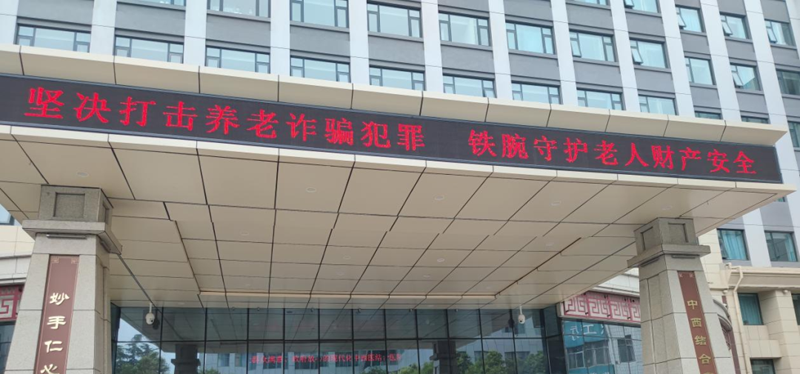 坚决打击养老诈骗犯罪 铁腕守护老人财产安全
妙手仁心
中西结合